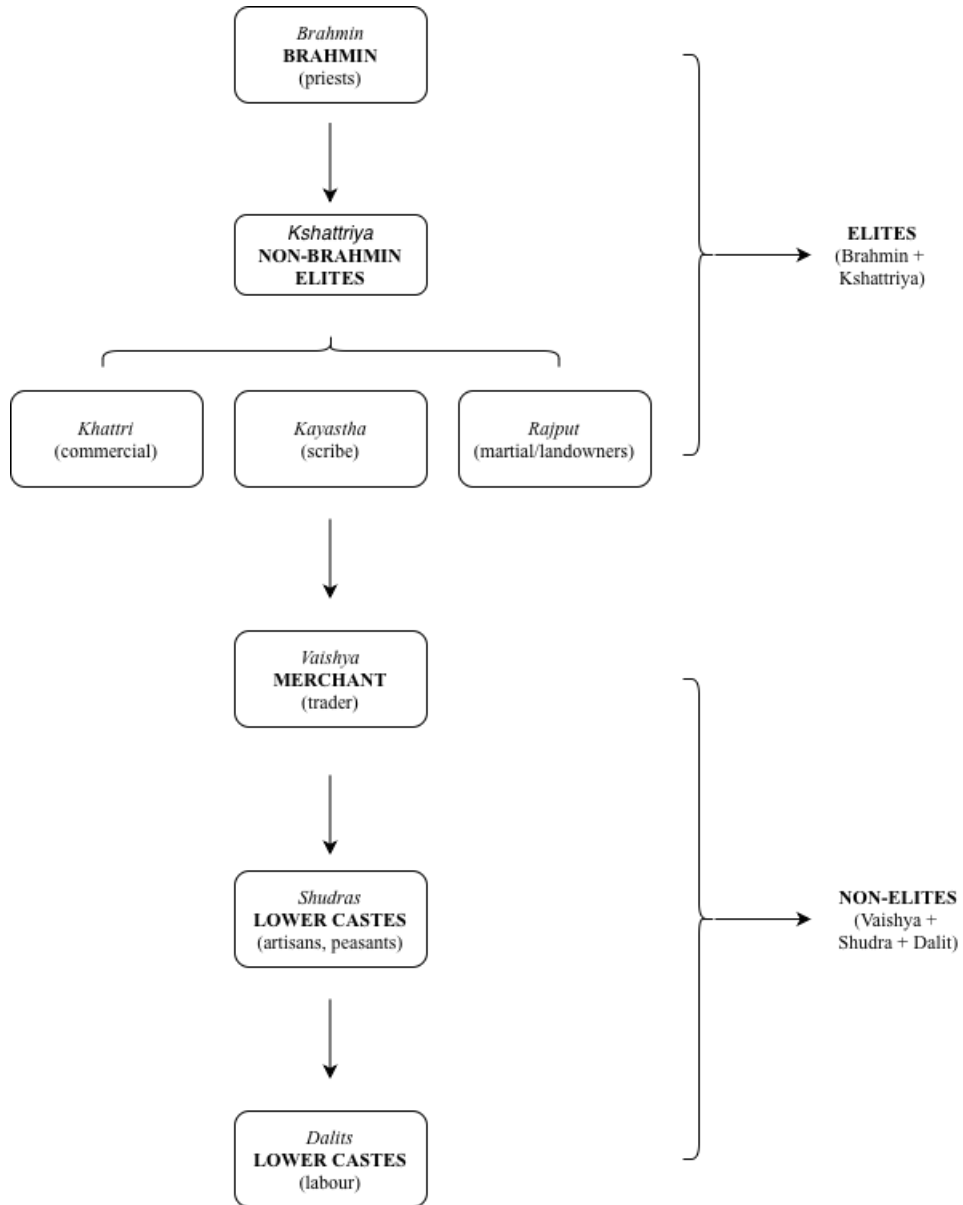 Brahmin
BRAHMIN
(priests)
Kshattriya
NON-BRAHMIN
ELITES
ELITES
(Brahmin +
Kshattriya)
Khattri
(commercial)
Kayastha
(scribe)
Rajput
(martial/landowners)
Vaishya
MERCHANT
(trader)
Shudras
LOWER CASTES
(artisans, peasants)
NON-ELITES
(Vaishya +
Shudra + Dalit)
Dalits
LOWER CASTES
(labour)